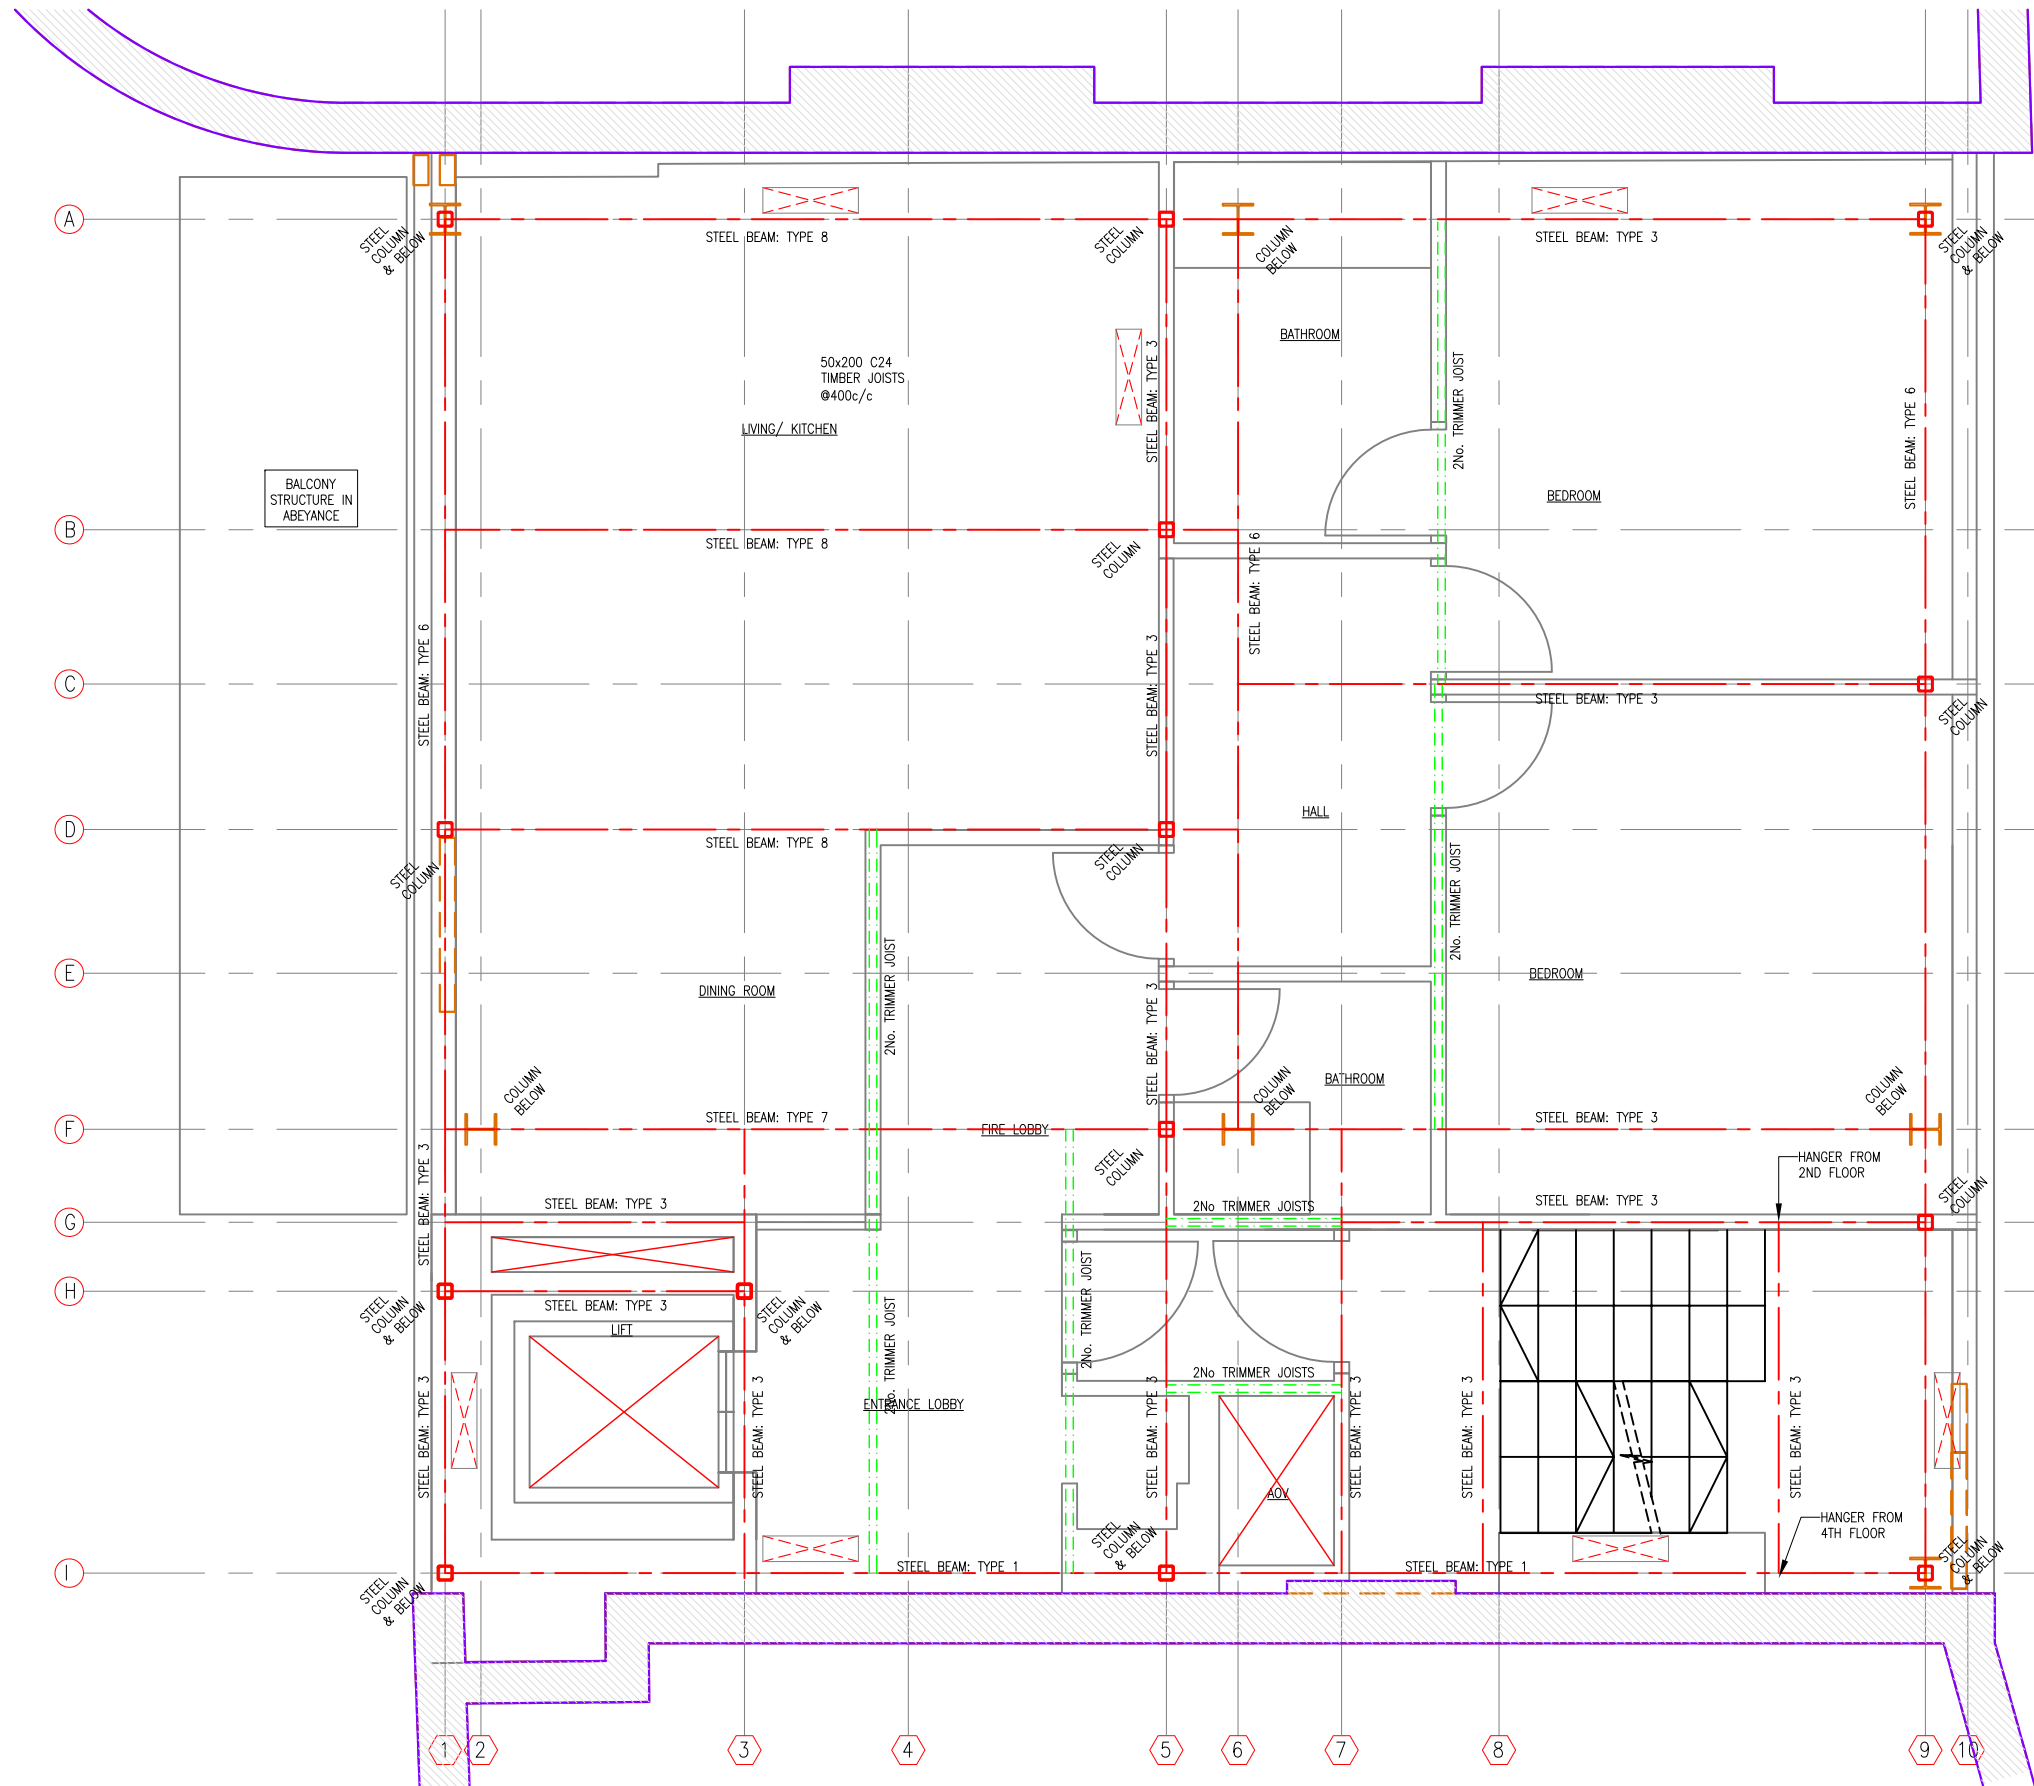 A
STEEL
COLUMN
& BELOW
STEEL BEAM: TYPE 8
STEEL
COLUMN
COLUMN
BELOW
STEEL BEAM: TYPE 3
STEEL
COLUMN
& BELOW
BATHROOM
50x200 C24
TIMBER JOISTS
@400c/c
LIVING/ KITCHEN
STEEL BEAM: TYPE 3
2No. TRIMMER JOIST
STEEL BEAM: TYPE 6
BALCONY
STRUCTURE IN
ABEYANCE
BEDROOM
B
STEEL BEAM: TYPE 8
STEEL
COLUMN
STEEL BEAM: TYPE 6
STEEL BEAM: TYPE 6
STEEL BEAM: TYPE 3
C
STEEL BEAM: TYPE 3
STEEL
COLUMN
HALL
D
STEEL BEAM: TYPE 8
STEEL
COLUMN
STEEL
COLUMN
2No. TRIMMER JOIST
2No. TRIMMER JOIST
E
DINING ROOM
BEDROOM
STEEL BEAM: TYPE 3
BATHROOM
COLUMN
BELOW
COLUMN
BELOW
COLUMN
BELOW
F
STEEL BEAM: TYPE 7
FIRE LOBBY
STEEL BEAM: TYPE 3
STEEL
COLUMN
HANGER FROM
2ND FLOOR
STEEL BEAM: TYPE 3
G
STEEL BEAM: TYPE 3
2No TRIMMER JOISTS
STEEL BEAM: TYPE 3
STEEL
COLUMN
H
STEEL
COLUMN
& BELOW
STEEL BEAM: TYPE 3
STEEL
COLUMN
& BELOW
LIFT
2No. TRIMMER JOIST
2No. TRIMMER JOIST
2No TRIMMER JOISTS
ENTRANCE LOBBY
STEEL BEAM: TYPE 3
STEEL BEAM: TYPE 3
STEEL BEAM: TYPE 3
STEEL BEAM: TYPE 3
STEEL BEAM: TYPE 3
STEEL BEAM: TYPE 3
AOV
HANGER FROM
4TH FLOOR
I
STEEL
COLUMN
& BELOW
STEEL BEAM: TYPE 1
STEEL
COLUMN
& BELOW
STEEL BEAM: TYPE 1
STEEL
COLUMN
& BELOW
1
2
3
4
5
6
7
8
9
10